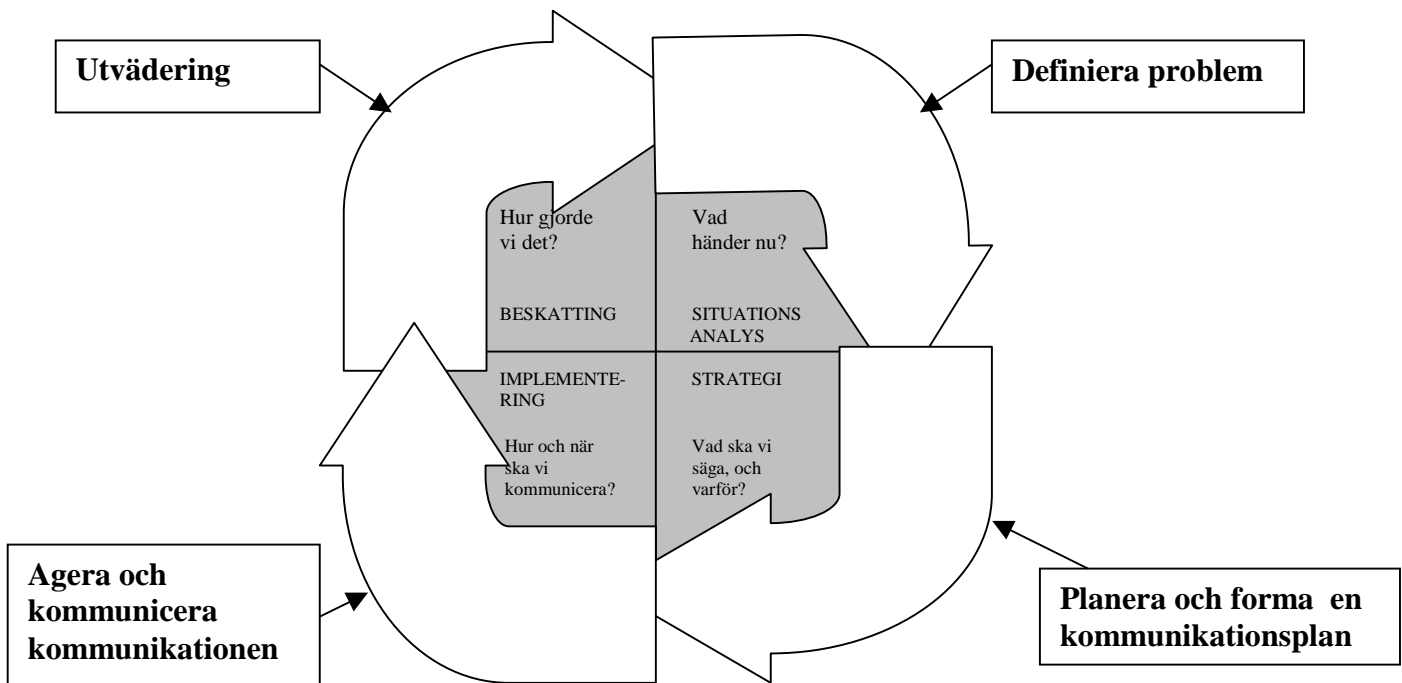 Utvädering
Definiera problem
Hur gjorde
vi det?
BESKATTING
Vad
händer nu?
SITUATIONS
ANALYS
IMPLEMENTE-
RING
Hur och när
ska vi
kommunicera?
STRATEGI
Vad ska vi
säga, och
varför?
Agera och
kommunicera
kommunikationen
Planera och forma en
kommunikationsplan